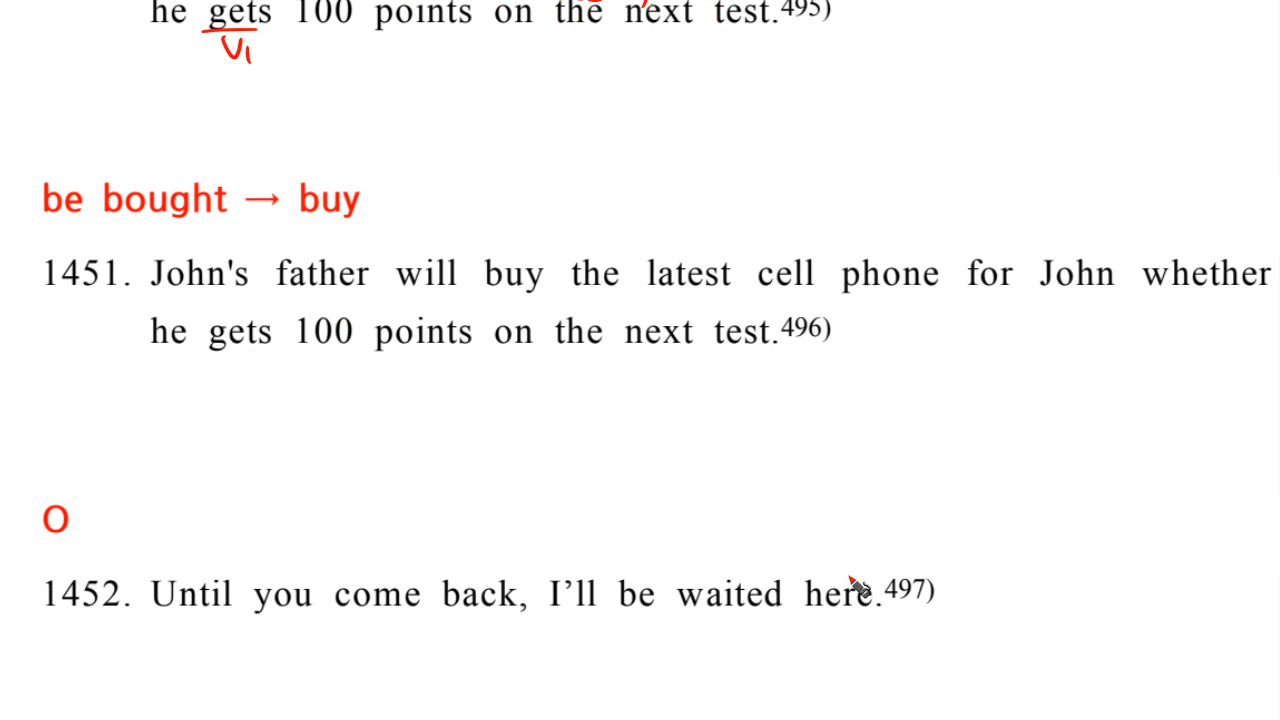 he gets 100 points on the next test.495)
V1
be bought → buy
1451. John's father will buy the latest cell phone for John whether
he gets 100 points on the next test.496)
O
1452. Until you come back, I’ll be waited here.497)